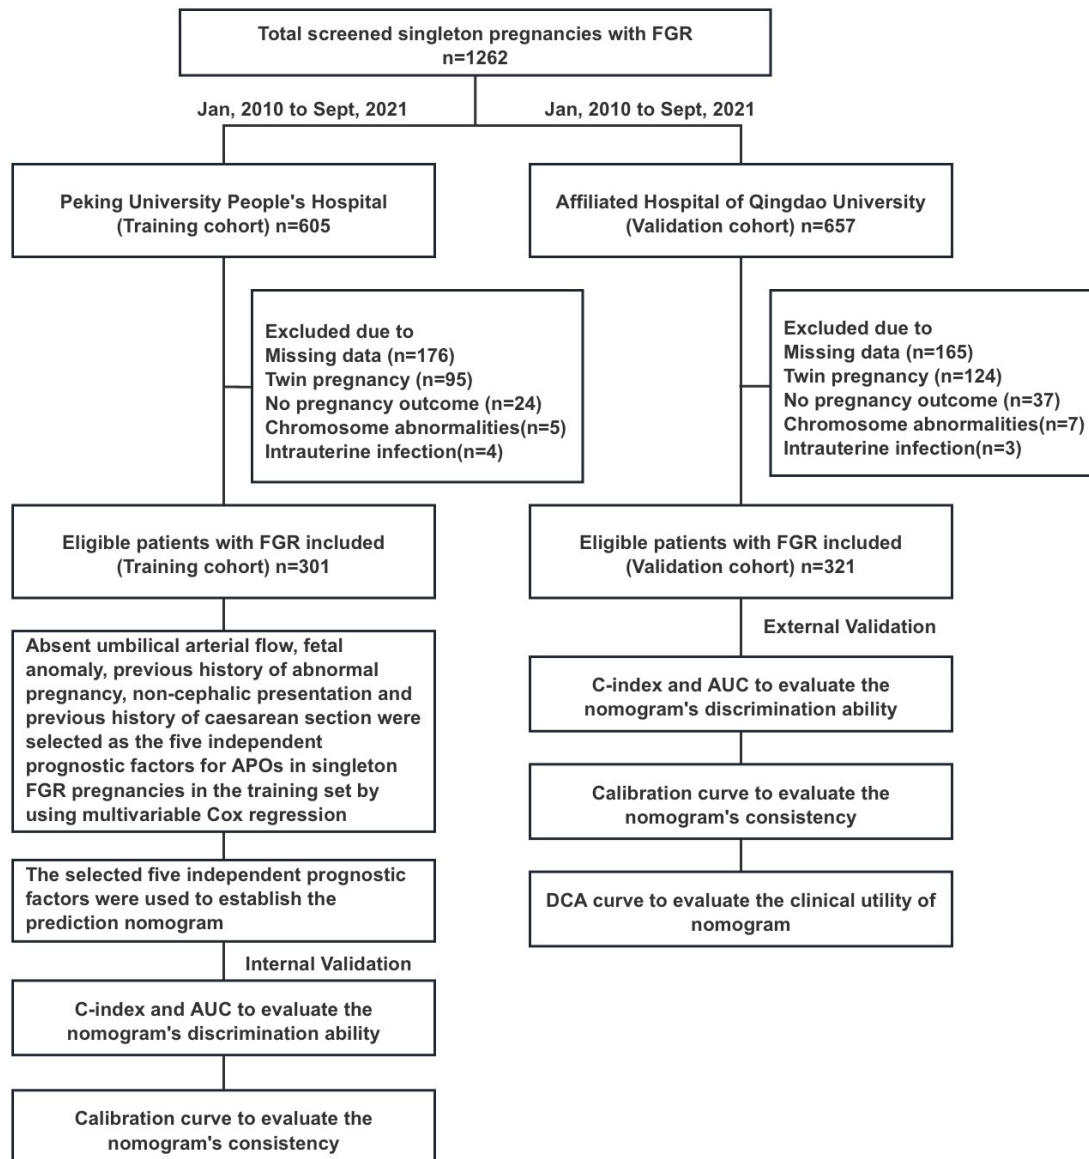 Total screened singleton pregnancies with FGR
n=1262
Jan, 2010 to Sept, 2021
Jan, 2010 to Sept, 2021
Peking University People's Hospital
(Training cohort) n=605
Affiliated Hospital of Qingdao University
(Validation cohort) n=657
Excluded due to
Missing data (n=176)
Twin pregnancy (n=95)
No pregnancy outcome (n=24)
Chromosome abnormalities(n=5)
Intrauterine infection(n=4)
Excluded due to
Missing data (n=165)
Twin pregnancy (n=124)
No pregnancy outcome (n=37)
Chromosome abnormalities(n=7)
Intrauterine infection(n=3)
Eligible patients with FGR included
(Training cohort) n=301
Eligible patients with FGR included
(Validation cohort) n=321
Absent umbilical arterial flow, fetal
anomaly, previous history of abnormal
pregnancy, non-cephalic presentation and
previous history of caesarean section were
selected as the five independent
prognostic factors for APOs in singleton
FGR pregnancies in the training set by
using multivariable Cox regression
The selected five independent prognostic
factors were used to establish the
prediction nomogram
Internal Validation
C-index and AUC to evaluate the
nomogram's discrimination ability
Calibration curve to evaluate the
nomogram's consistency
External Validation
C-index and AUC to evaluate the
nomogram's discrimination ability
Calibration curve to evaluate the
nomogram's consistency
DCA curve to evaluate the clinical utility of
nomogram